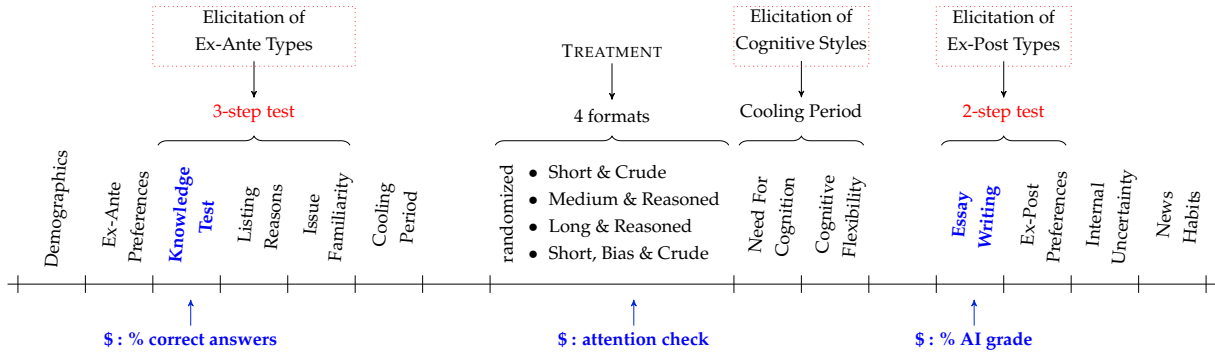 Elicitation of
Ex-Ante Types
Elicitation of
Cognitive Styles
Elicitation of
Ex-Post Types
TREATMENT
3-step test
4 formats
Cooling Period
2-step test
Demographics
Ex-Ante
Preferences
Knowledge
Test
Listing
Reasons
Issue
Familiarity
Cooling
Period
randomized
● Short & Crude
● Medium & Reasoned
● Long & Reasoned
● Short, Bias & Crude
Need For
Cognition
Cognitive
Flexibility
Essay
Writing
Ex-Post
Preferences
Internal
Uncertainty
News
Habits
$ : % correct answers
$ : attention check
$ : % AI grade